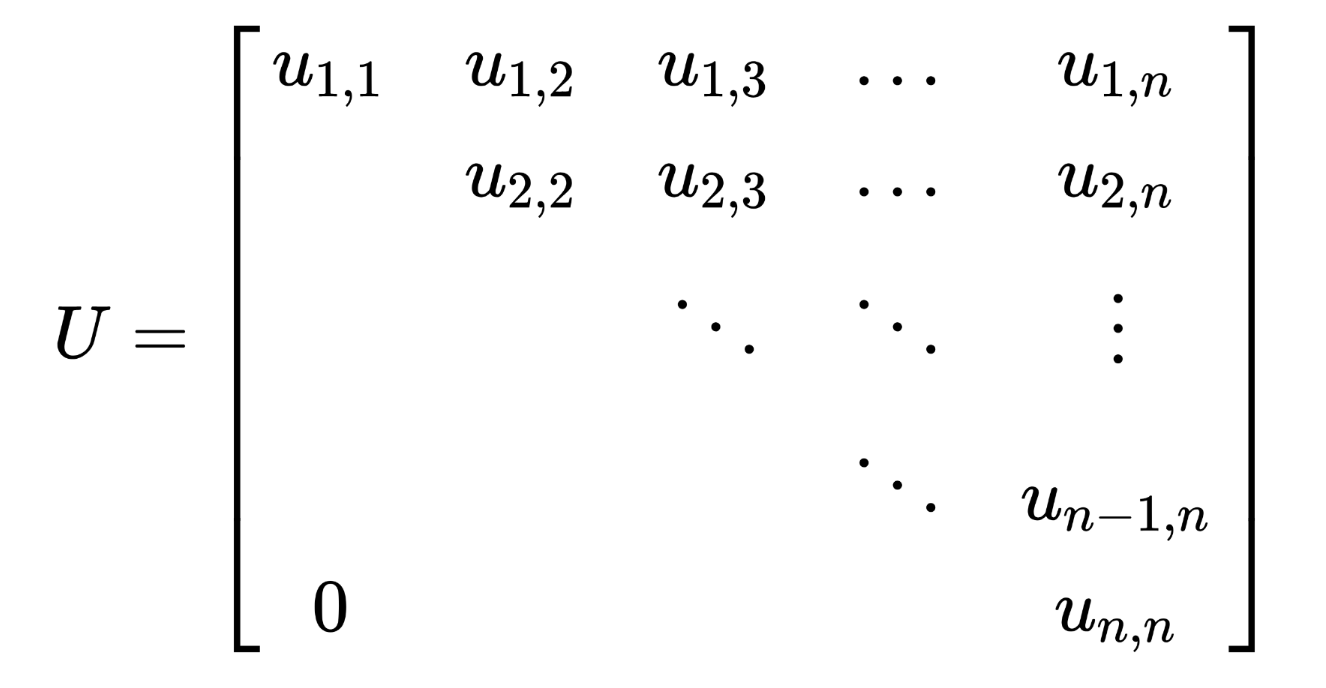 u_{1,1} u_{1,2} u_{1,3} … u_{1,n}
u_{2,2} u_{2,3} … u_{2,n}
U = ⋱ ⋱ ⋮
⋱ u_{n−1,n}
0 u_{n,n}